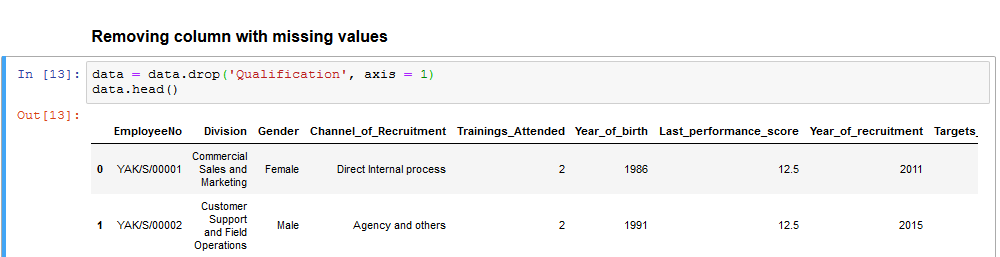 Removing column with missing values
In [13]: data = data.drop('Qualification', axis = 1)
data.head()
Out[13]:
EmployeeNo Division Gender Channel_of_Recruitment Trainings_Attended Year_of_birth Last_performance_score Year_of_recruitment Targets_
0 YAK/S/00001 Commercial Sales and Marketing Female Direct Internal process 2 1986 12.5 2011
1 YAK/S/00002 Customer Support and Field Operations Male Agency and others 2 1991 12.5 2015